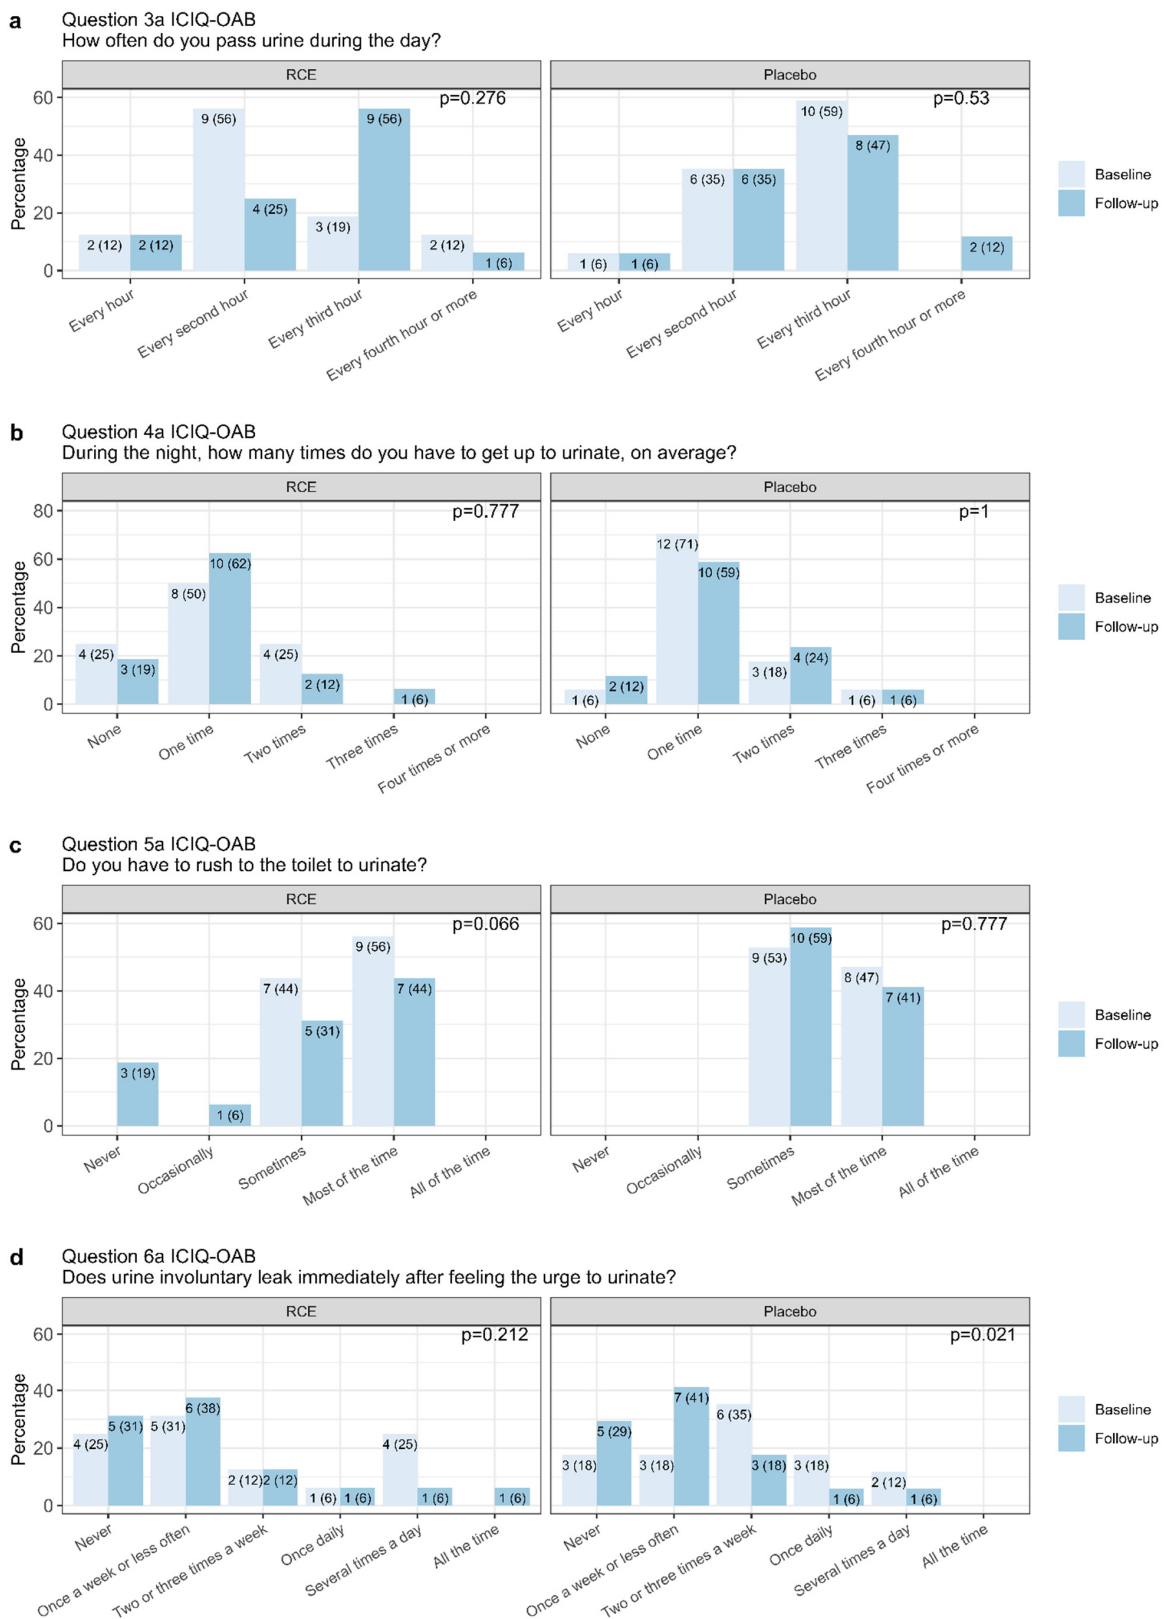 a
Question 3a ICIQ-OAB
How often do you pass urine during the day?
RCE
Placebo
p=0.276
p=0.53
Percentage
60
40
20
0
2 (12)
2 (12)
9 (56)
4 (25)
3 (19)
9 (56)
2 (12)
1 (6)
1 (6)
1 (6)
6 (35)
6 (35)
10 (59)
8 (47)
2 (12)
Every hour
Every second hour
Every third hour
Every fourth hour or more
Every hour
Every second hour
Every third hour
Every fourth hour or more
Baseline
Follow-up
b
Question 4a ICIQ-OAB
During the night, how many times do you have to get up to urinate, on average?
RCE
Placebo
p=0.777
p=1
Percentage
80
60
40
20
0
4 (25)
3 (19)
8 (50)
10 (62)
4 (25)
2 (12)
1 (6)
1 (6)
2 (12)
12 (71)
10 (59)
3 (18)
4 (24)
1 (6)
1 (6)
None
One time
Two times
Three times
Four times or more
None
One time
Two times
Three times
Four times or more
Baseline
Follow-up
c
Question 5a ICIQ-OAB
Do you have to rush to the toilet to urinate?
RCE
Placebo
p=0.066
p=0.777
Percentage
60
40
20
0
3 (19)
1 (6)
7 (44)
5 (31)
9 (56)
7 (44)
9 (53)
10 (59)
8 (47)
7 (41)
Never
Occasionally
Sometimes
Most of the time
All of the time
Never
Occasionally
Sometimes
Most of the time
All of the time
Baseline
Follow-up
d
Question 6a ICIQ-OAB
Does urine involuntary leak immediately after feeling the urge to urinate?
RCE
Placebo
p=0.212
p=0.021
Percentage
60
40
20
0
4 (25)
5 (31)
5 (31)
6 (38)
2 (12)
2 (12)
1 (6)
1 (6)
4 (25)
1 (6)
1 (6)
3 (18)
5 (29)
3 (18)
7 (41)
6 (35)
3 (18)
3 (18)
1 (6)
2 (12)
1 (6)
Never
Once a week or less often
Two or three times a week
Once daily
Several times a day
All the time
Never
Once a week or less often
Two or three times a week
Once daily
Several times a day
All the time
Baseline
Follow-up